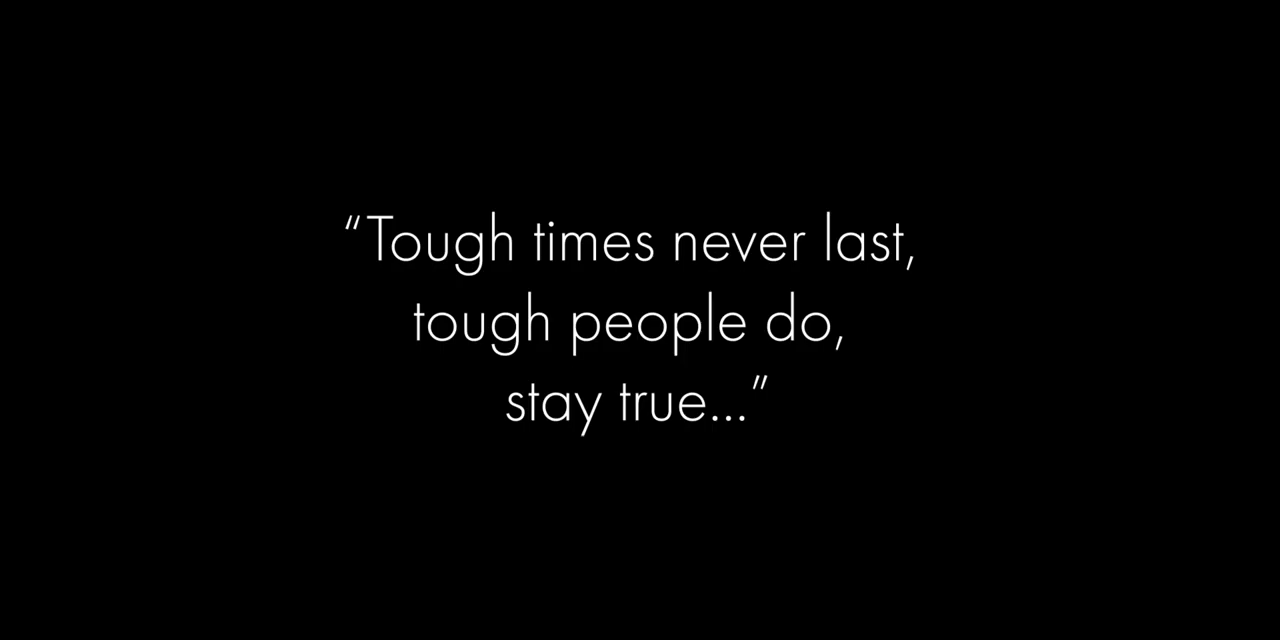 “Tough times never last,
tough people do,
stay true...”